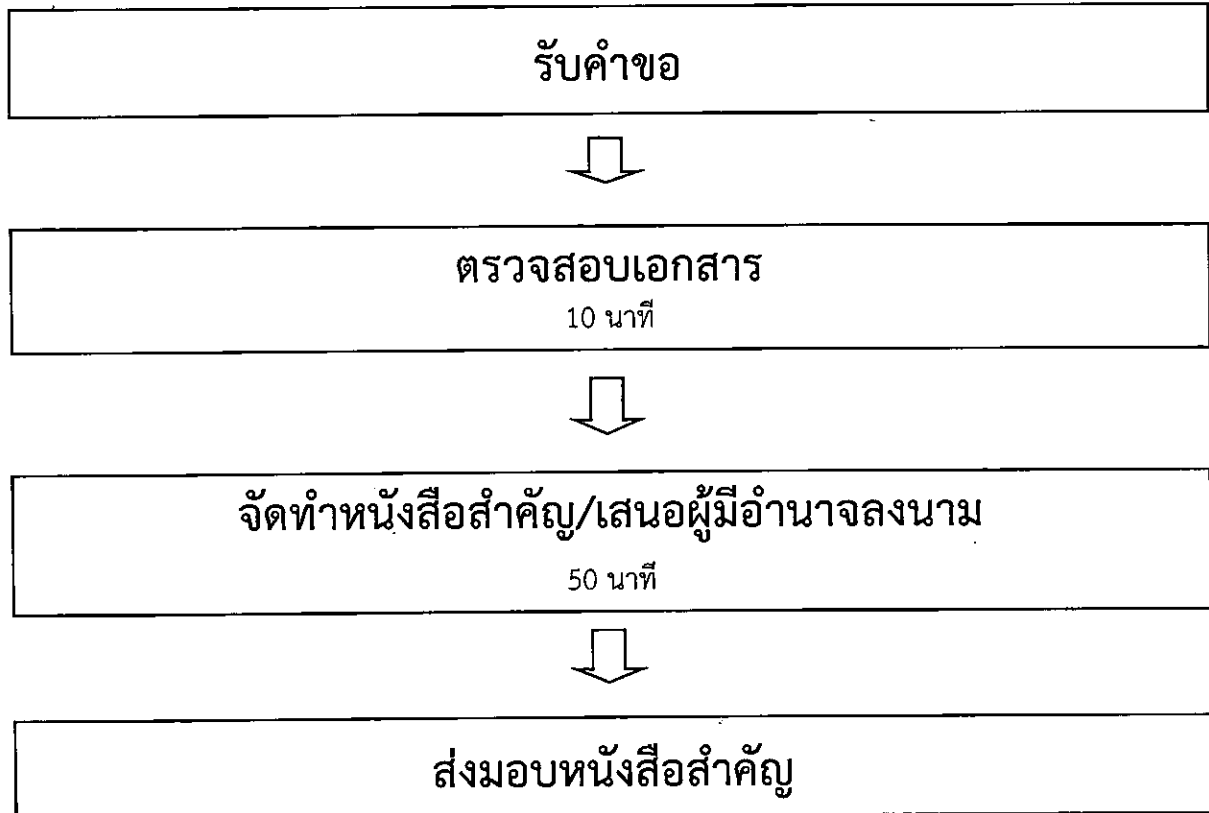 รับคำขอ
ตรวจสอบเอกสาร
10 นาที
จัดทำหนังสือสำคัญ/เสนอผู้มีอำนาจลงนาม
50 นาที
ส่งมอบหนังสือสำคัญ